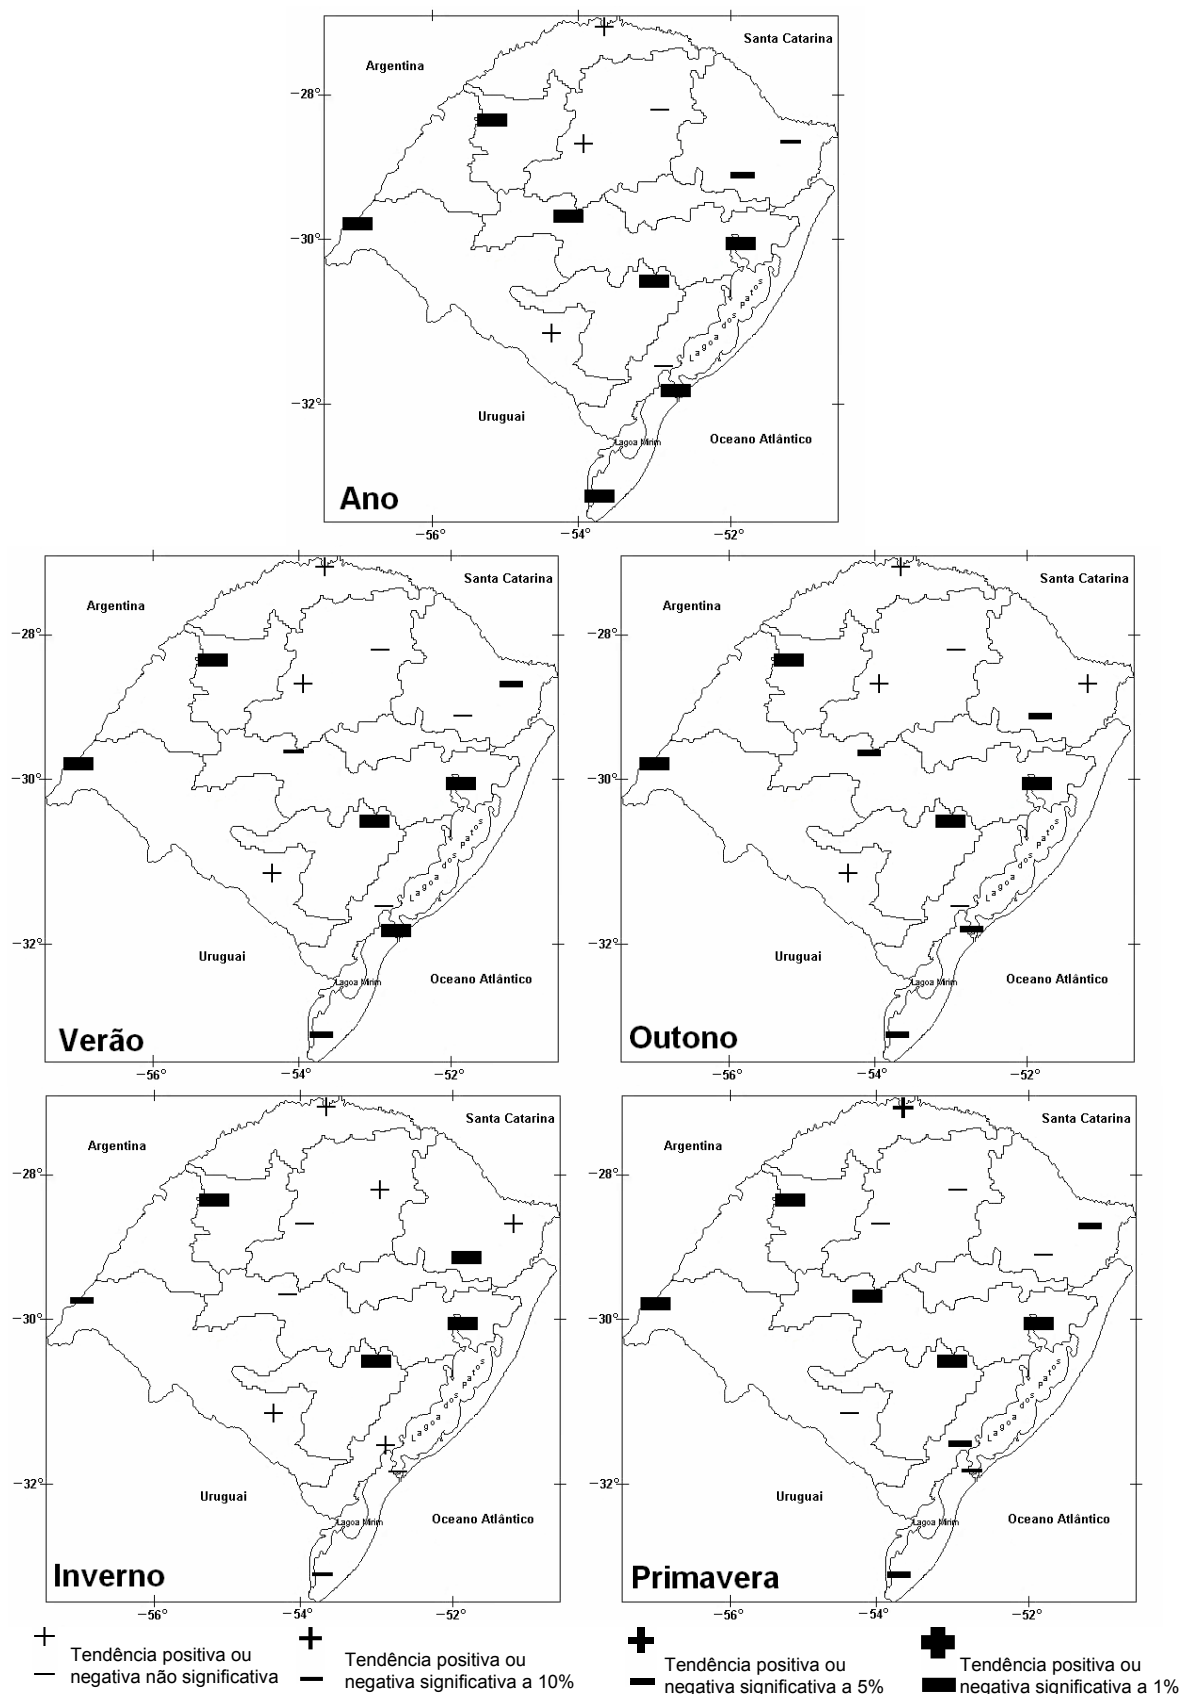 Santa Catarina
Argentina
−28°
−30°
Lagoa dos Patos
−32°
Uruguai
Oceano Atlântico
Lagoa Mirim
Ano
−56°
−54°
−52°
Santa Catarina
Argentina
−28°
−30°
Lagoa dos Patos
−32°
Uruguai
Oceano Atlântico
Lagoa Mirim
Verão
−56°
−54°
−52°
Santa Catarina
Argentina
−28°
−30°
Lagoa dos Patos
−32°
Uruguai
Oceano Atlântico
Lagoa Mirim
Outono
−56°
−54°
−52°
Santa Catarina
Argentina
−28°
−30°
Lagoa dos Patos
−32°
Uruguai
Oceano Atlântico
Lagoa Mirim
Inverno
−56°
−54°
−52°
Santa Catarina
Argentina
−28°
−30°
Lagoa dos Patos
−32°
Uruguai
Oceano Atlântico
Lagoa Mirim
Primavera
−56°
−54°
−52°
Tendência positiva ou
negativa não significativa
Tendência positiva ou
negativa significativa a 10%
Tendência positiva ou
negativa significativa a 5%
Tendência positiva ou
negativa significativa a 1%